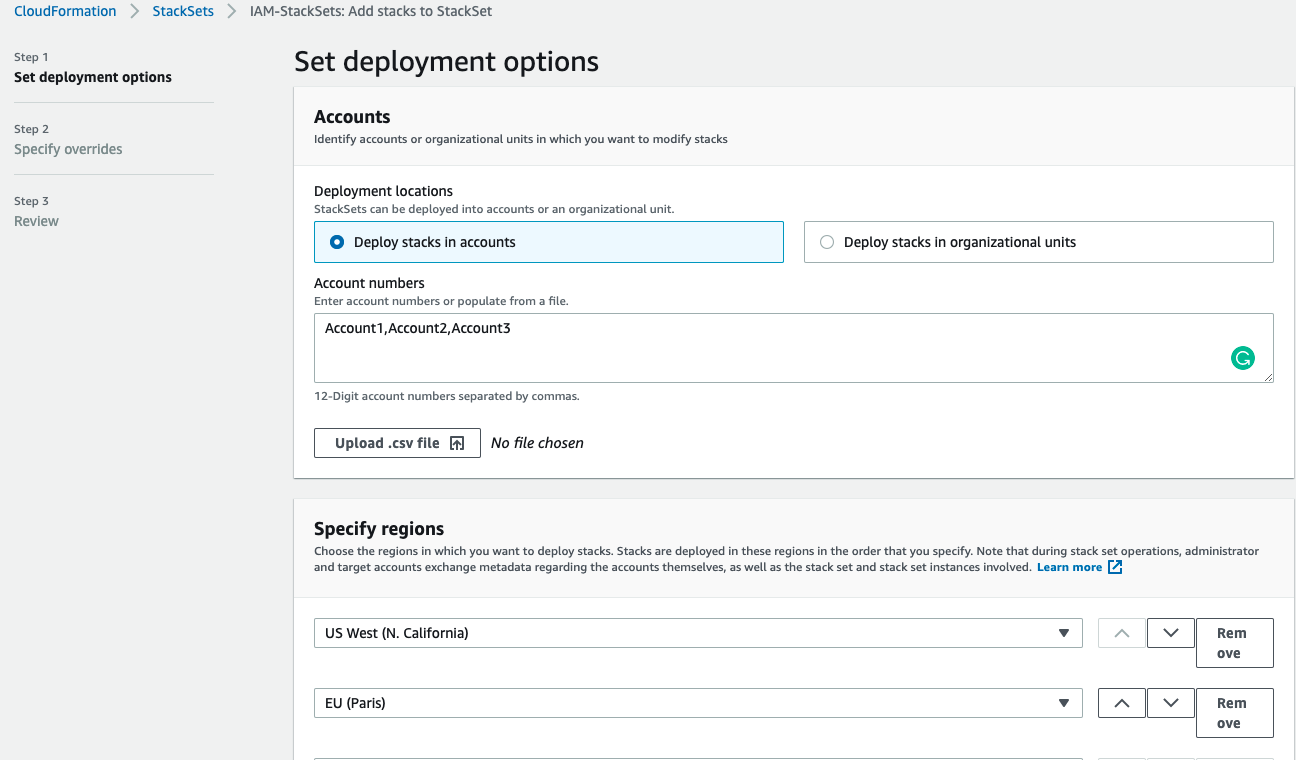 CloudFormation > StackSets > IAM-StackSets: Add stacks to StackSet
Step 1
Set deployment options
Step 2
Specify overrides
Step 3
Review
Set deployment options
Accounts
Identify accounts or organizational units in which you want to modify stacks
Deployment locations
StackSets can be deployed into accounts or an organizational unit.
Deploy stacks in accounts
Deploy stacks in organizational units
Account numbers
Enter account numbers or populate from a file.
Account1,Account2,Account3
12-Digit account numbers separated by commas.
Upload .csv file No file chosen
Specify regions
Choose the regions in which you want to deploy stacks. Stacks are deployed in these regions in the order that you specify. Note that during stack set operations, administrator
and target accounts exchange metadata regarding the accounts themselves, as well as the stack set and stack set instances involved. Learn more
US West (N. California)
Rem
ove
EU (Paris)
Rem
ove